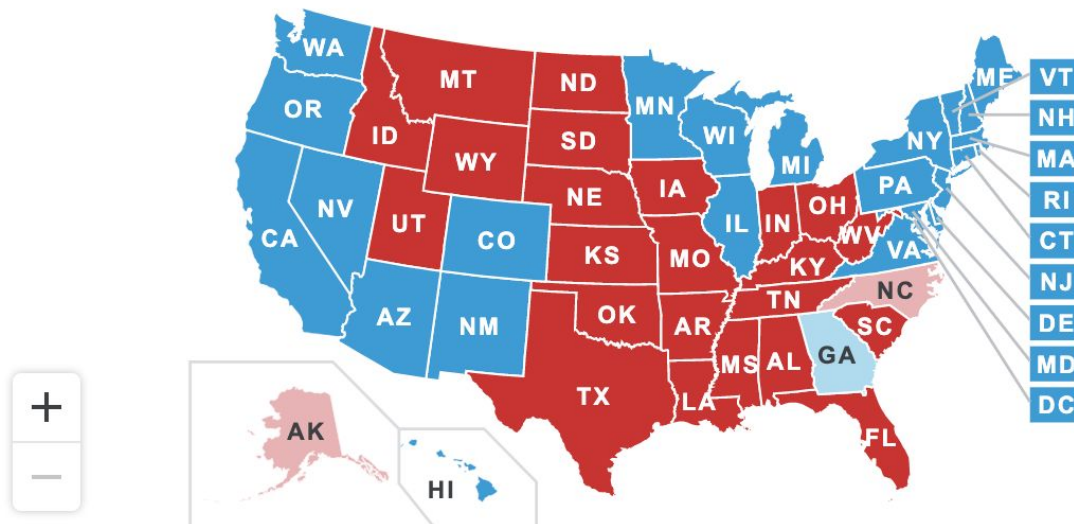 WA
MT
ND
MN
ME
VT
OR
NH
ID
SD
WI
NY
MA
WY
MI
RI
NE
IA
PA
NV
UT
CO
IL
IN
OH
WV
VA
CT
CA
KS
MO
KY
NJ
AZ
NM
OK
AR
TN
NC
SC
DE
GA
MS
AL
MD
TX
LA
DC
FL
AK
HI
+
−